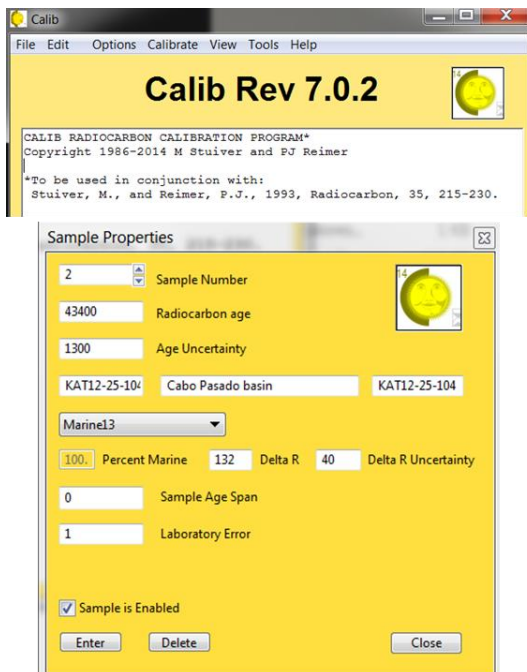 Calib
File Edit Options Calibrate View Tools Help
Calib Rev 7.0.2
14
CALIB RADIOCARBON CALIBRATION PROGRAM*
Copyright 1986-2014 M Stuiver and PJ Reimer
*To be used in conjunction with:
Stuiver, M., and Reimer, P.J., 1993, Radiocarbon, 35, 215-230.
Sample Properties
14
2 Sample Number
43400 Radiocarbon age
1300 Age Uncertainty
KAT12-25-104 Cabo Pasado basin KAT12-25-104
Marine13
100. Percent Marine 132 Delta R 40 Delta R Uncertainty
0 Sample Age Span
1 Laboratory Error
Sample is Enabled
Enter Delete Close